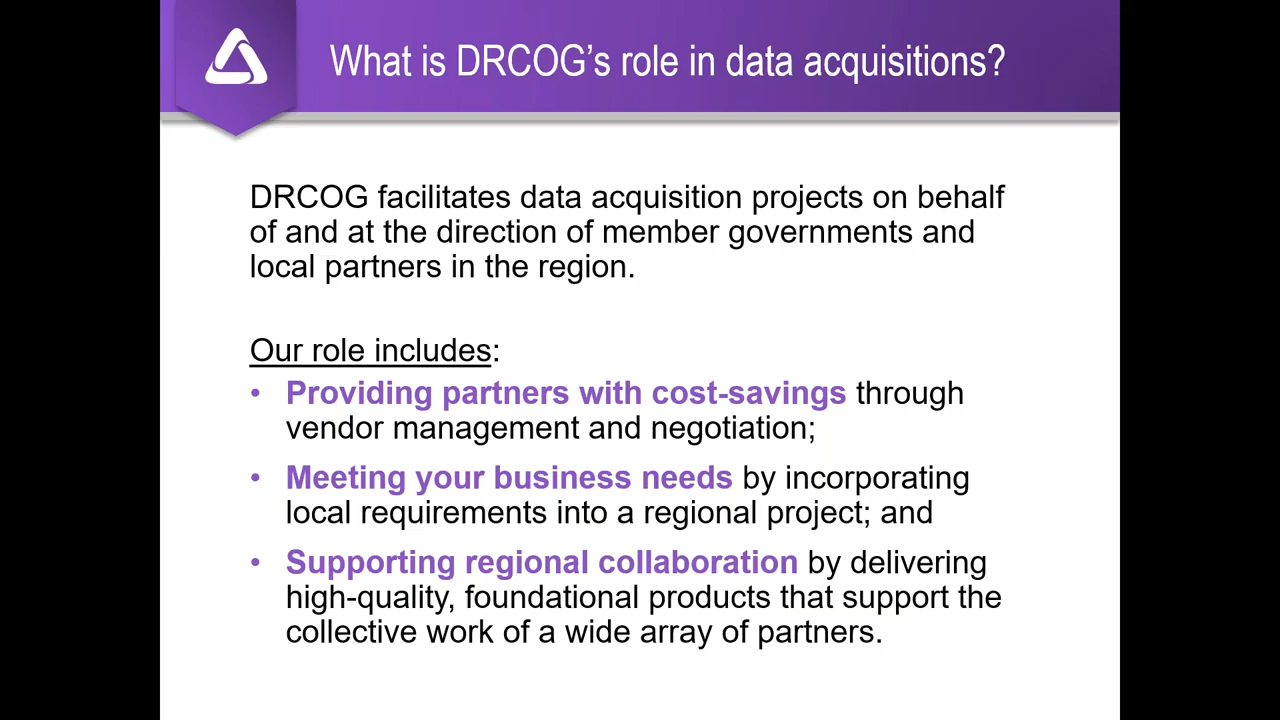 What is DRCOG’s role in data acquisitions?
DRCOG facilitates data acquisition projects on behalf
of and at the direction of member governments and
local partners in the region.
Our role includes:
• Providing partners with cost-savings through
vendor management and negotiation;
• Meeting your business needs by incorporating
local requirements into a regional project; and
• Supporting regional collaboration by delivering
high-quality, foundational products that support the
collective work of a wide array of partners.